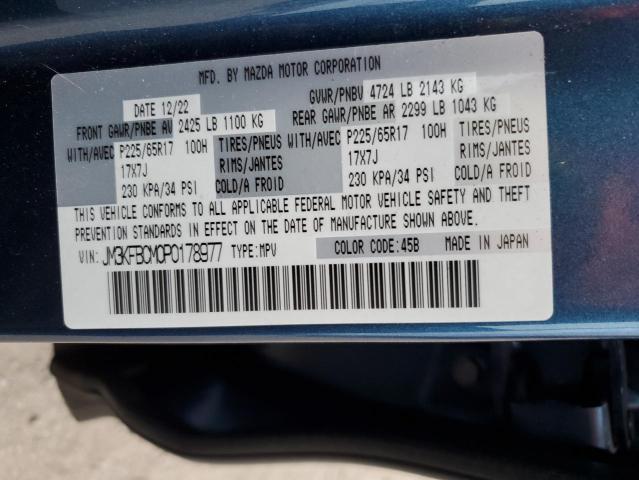 MFD. BY MAZDA MOTOR CORPORATION
DATE 12/22 GVWR/PNBV 4724 LB 2143 KG
FRONT GAWR/PNBE AV 2425 LB 1100 KG REAR GAWR/PNBE AR 2299 LB 1043 KG
WITH/AVEC P225/65R17 100H TIRES/PNEUS WITH/AVEC P225/65R17 100H TIRES/PNEUS
17X7J RIMS/JANTES 17X7J RIMS/JANTES
230 KPA/34 PSI COLD/A FROID 230 KPA/34 PSI COLD/A FROID
THIS VEHICLE CONFORMS TO ALL APPLICABLE FEDERAL MOTOR VEHICLE SAFETY AND THEFT
PREVENTION STANDARDS IN EFFECT ON THE DATE OF MANUFACTURE SHOWN ABOVE.
VIN: JM3KFBCM0P0178977 TYPE: MPV COLOR CODE: 45B MADE IN JAPAN